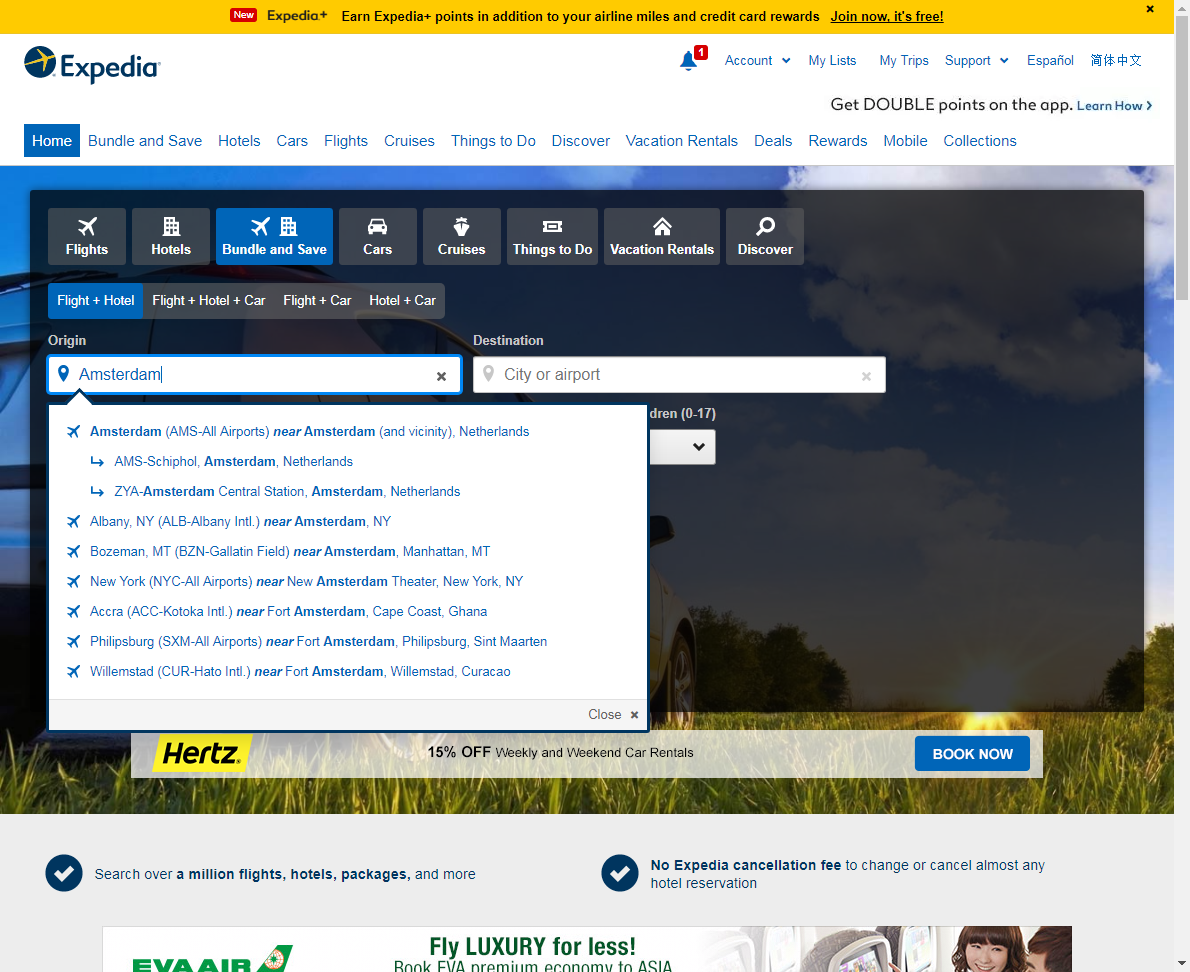 New Expedia+ Earn Expedia+ points in addition to your airline miles and credit card rewards Join now, it's free!
Expedia
1 Account My Lists My Trips Support Español 简体中文
Get DOUBLE points on the app. Learn How
Home Bundle and Save Hotels Cars Flights Cruises Things to Do Discover Vacation Rentals Deals Rewards Mobile Collections
Flights Hotels Bundle and Save Cars Cruises Things to Do Vacation Rentals Discover
Flight + Hotel Flight + Hotel + Car Flight + Car Hotel + Car
Origin Destination
Amsterdam City or airport
dren (0-17)
Amsterdam (AMS-All Airports) near Amsterdam (and vicinity), Netherlands
AMS-Schiphol, Amsterdam, Netherlands
ZYA-Amsterdam Central Station, Amsterdam, Netherlands
Albany, NY (ALB-Albany Intl.) near Amsterdam, NY
Bozeman, MT (BZN-Gallatin Field) near Amsterdam, Manhattan, MT
New York (NYC-All Airports) near New Amsterdam Theater, New York, NY
Accra (ACC-Kotoka Intl.) near Fort Amsterdam, Cape Coast, Ghana
Philipsburg (SXM-All Airports) near Fort Amsterdam, Philipsburg, Sint Maarten
Willemstad (CUR-Hato Intl.) near Fort Amsterdam, Willemstad, Curacao
Close
Hertz. 15% OFF Weekly and Weekend Car Rentals BOOK NOW
Search over a million flights, hotels, packages, and more
No Expedia cancellation fee to change or cancel almost any
hotel reservation
Fly LUXURY for less!
EVA AIR Book EVA premium economy to ASIA